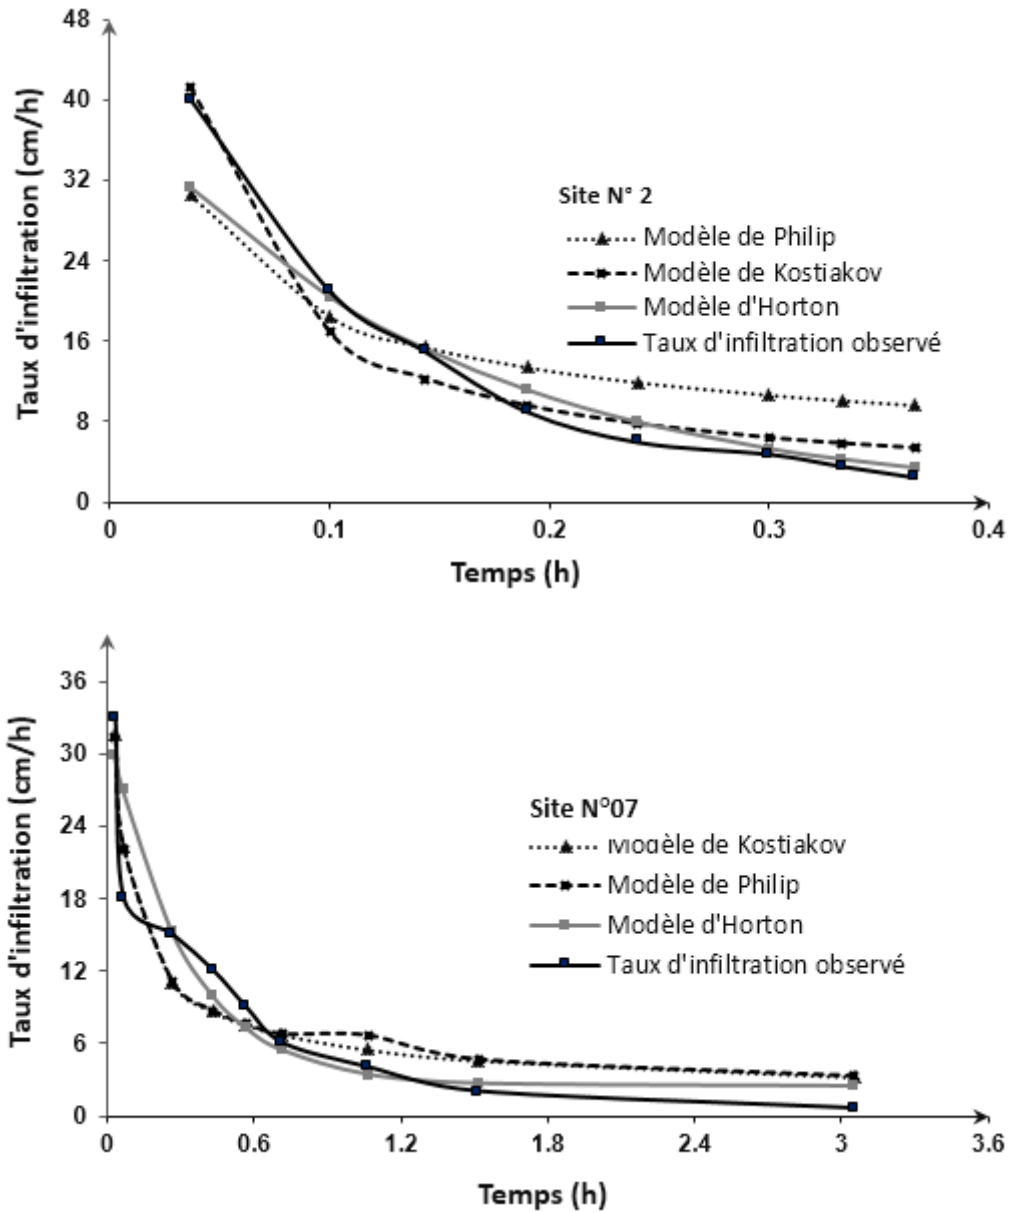 48
40
32
24
16
8
0
Taux d'infiltration (cm/h)
0
0.1
0.2
0.3
0.4
Temps (h)
Site N° 2
Modèle de Philip
Modèle de Kostiakov
Modèle d'Horton
Taux d'infiltration observé
36
30
24
18
12
6
0
Taux d'infiltration (cm/h)
0
0.6
1.2
1.8
2.4
3
3.6
Temps (h)
Site N°07
Modèle de Kostiakov
Modèle de Philip
Modèle d'Horton
Taux d'infiltration observé